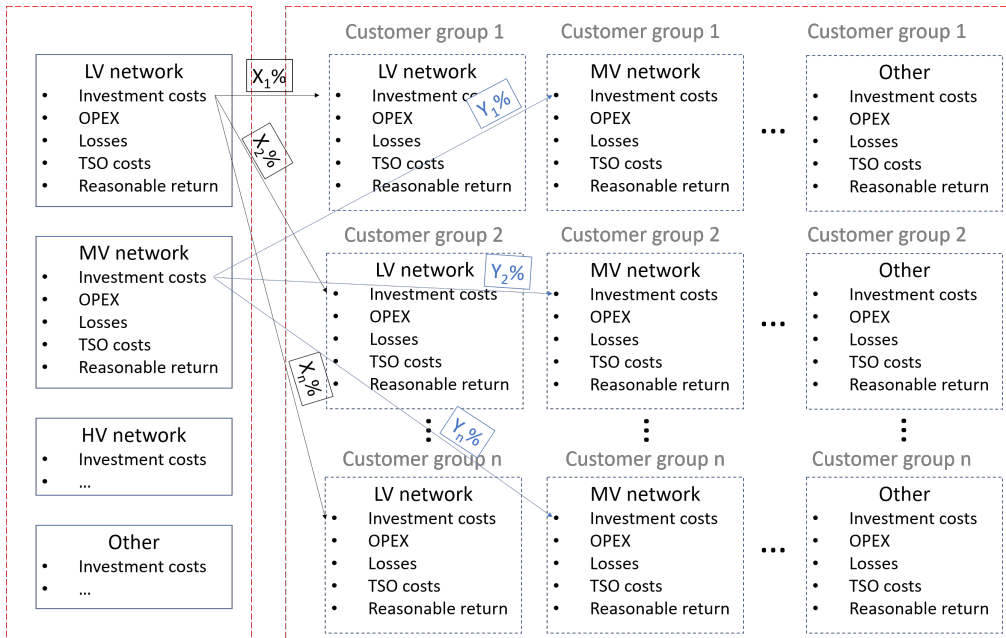 LV network
• Investment costs
• OPEX
• Losses
• TSO costs
• Reasonable return
MV network
• Investment costs
• OPEX
• Losses
• TSO costs
• Reasonable return
HV network
• Investment costs
• ...
Other
• Investment costs
• ...
X₁%
X₂%
Xₙ%
Y₁%
Y₂%
Yₙ%
Customer group 1
LV network
• Investment costs
• OPEX
• Losses
• TSO costs
• Reasonable return
Customer group 1
MV network
• Investment costs
• OPEX
• Losses
• TSO costs
• Reasonable return
...
Customer group 1
Other
• Investment costs
• OPEX
• Losses
• TSO costs
• Reasonable return
Customer group 2
LV network
• Investment costs
• OPEX
• Losses
• TSO costs
• Reasonable return
Customer group 2
MV network
• Investment costs
• OPEX
• Losses
• TSO costs
• Reasonable return
...
Customer group 2
Other
• Investment costs
• OPEX
• Losses
• TSO costs
• Reasonable return
Customer group n
LV network
• Investment costs
• OPEX
• Losses
• TSO costs
• Reasonable return
Customer group n
MV network
• Investment costs
• OPEX
• Losses
• TSO costs
• Reasonable return
...
Customer group n
Other
• Investment costs
• OPEX
• Losses
• TSO costs
• Reasonable return